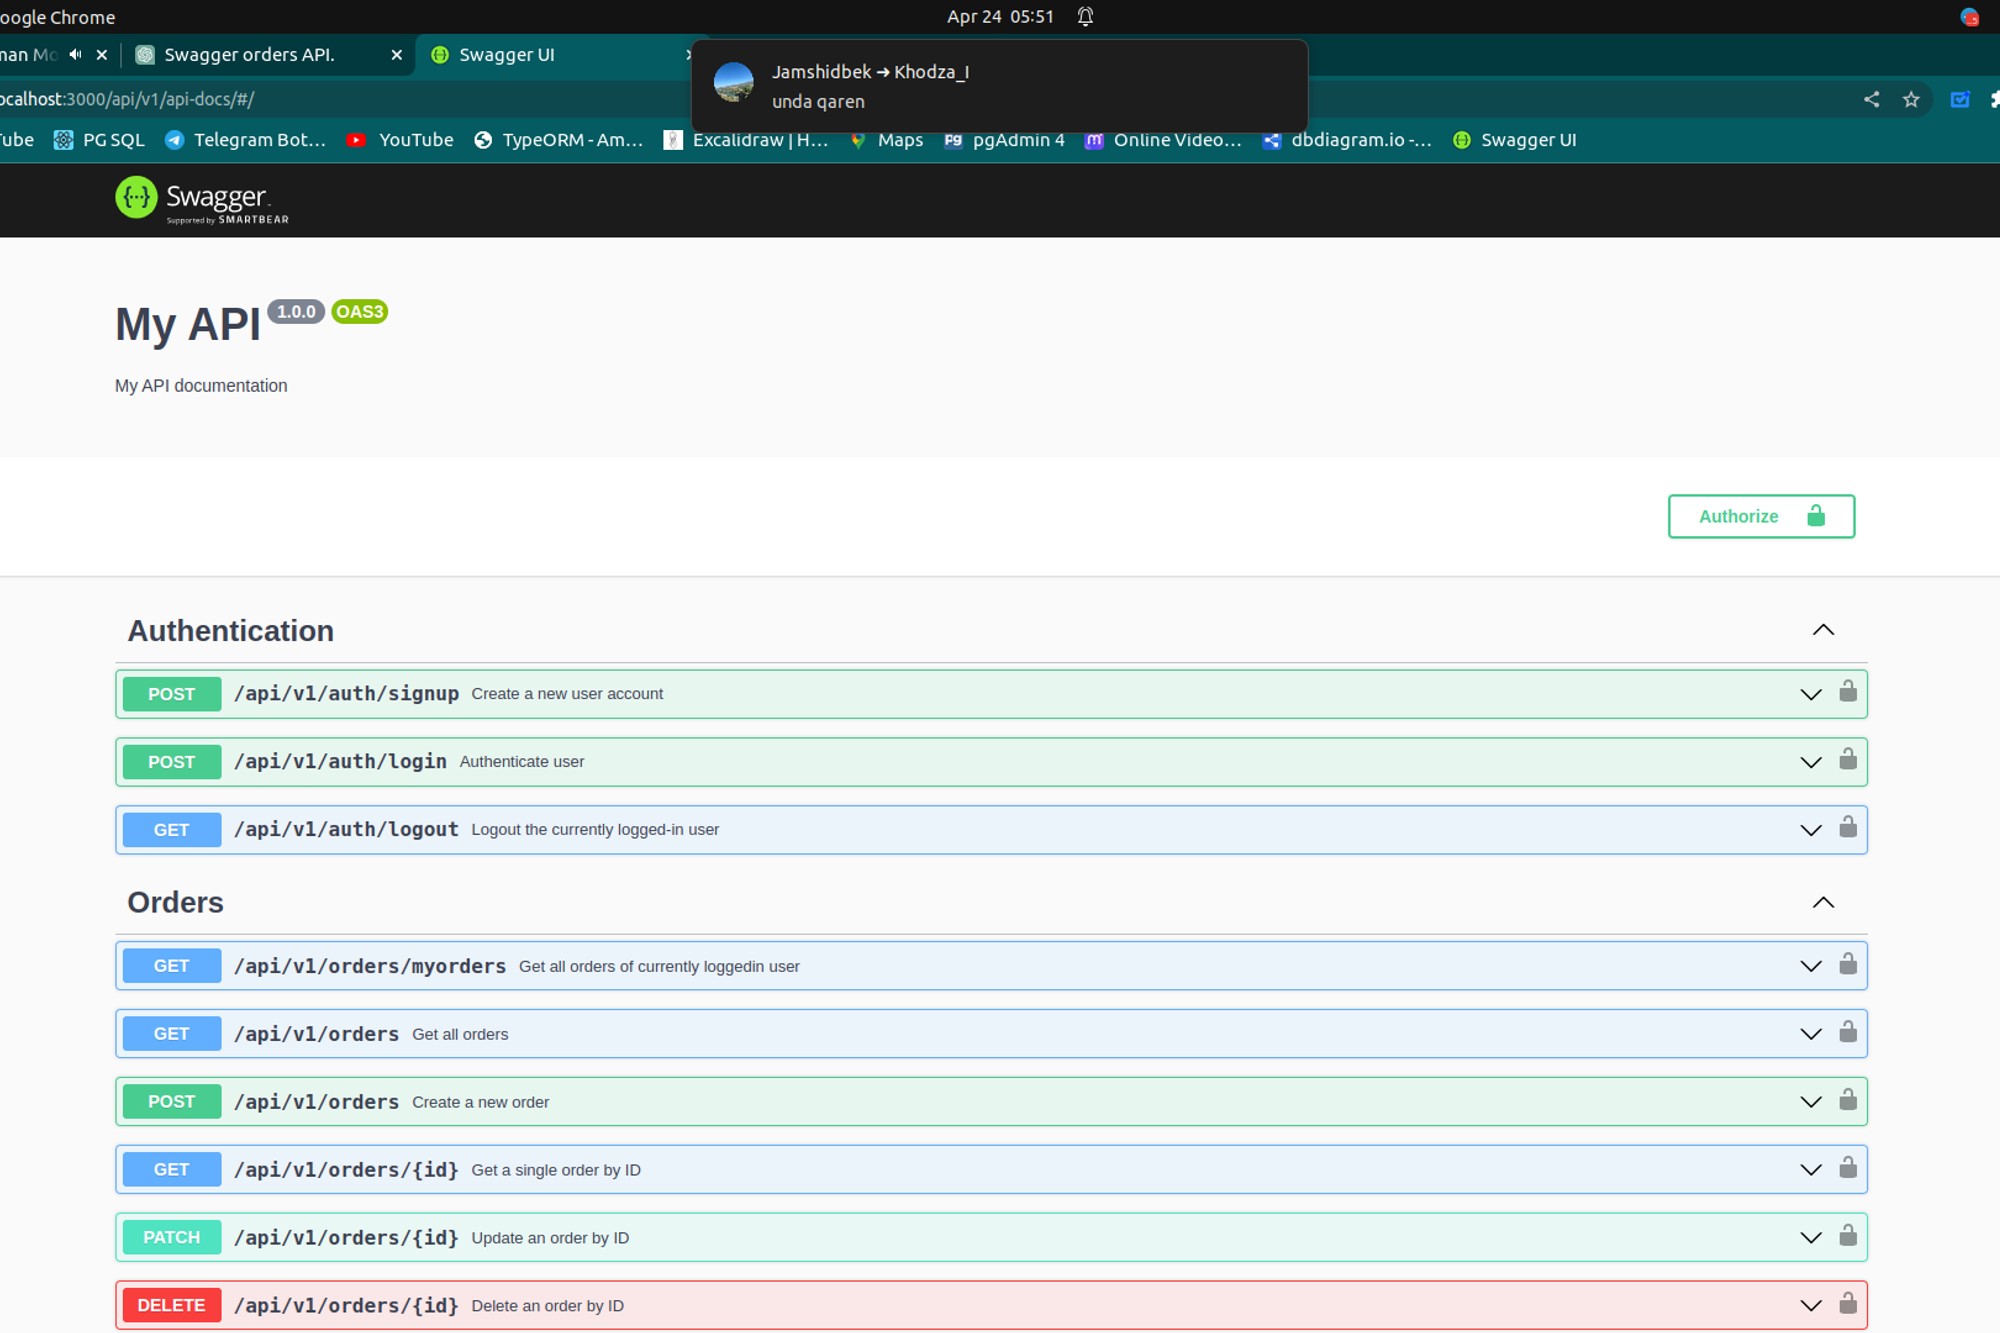 oogle Chrome
Apr 24 05:51
nan Mo
Swagger orders API.
Swagger UI
Jamshidbek ➔ Khodza_I
unda qaren
ocalhost:3000/api/v1/api-docs/#/
ube PG SQL Telegram Bot... YouTube TypeORM - Am... Excalidraw | H... Maps pgAdmin 4 Online Video... dbdiagram.io -... Swagger UI
Swagger
Supported by SMARTBEAR
My API 1.0.0 OAS3
My API documentation
Authorize
Authentication
POST /api/v1/auth/signup Create a new user account
POST /api/v1/auth/login Authenticate user
GET /api/v1/auth/logout Logout the currently logged-in user
Orders
GET /api/v1/orders/myorders Get all orders of currently loggedin user
GET /api/v1/orders Get all orders
POST /api/v1/orders Create a new order
GET /api/v1/orders/{id} Get a single order by ID
PATCH /api/v1/orders/{id} Update an order by ID
DELETE /api/v1/orders/{id} Delete an order by ID